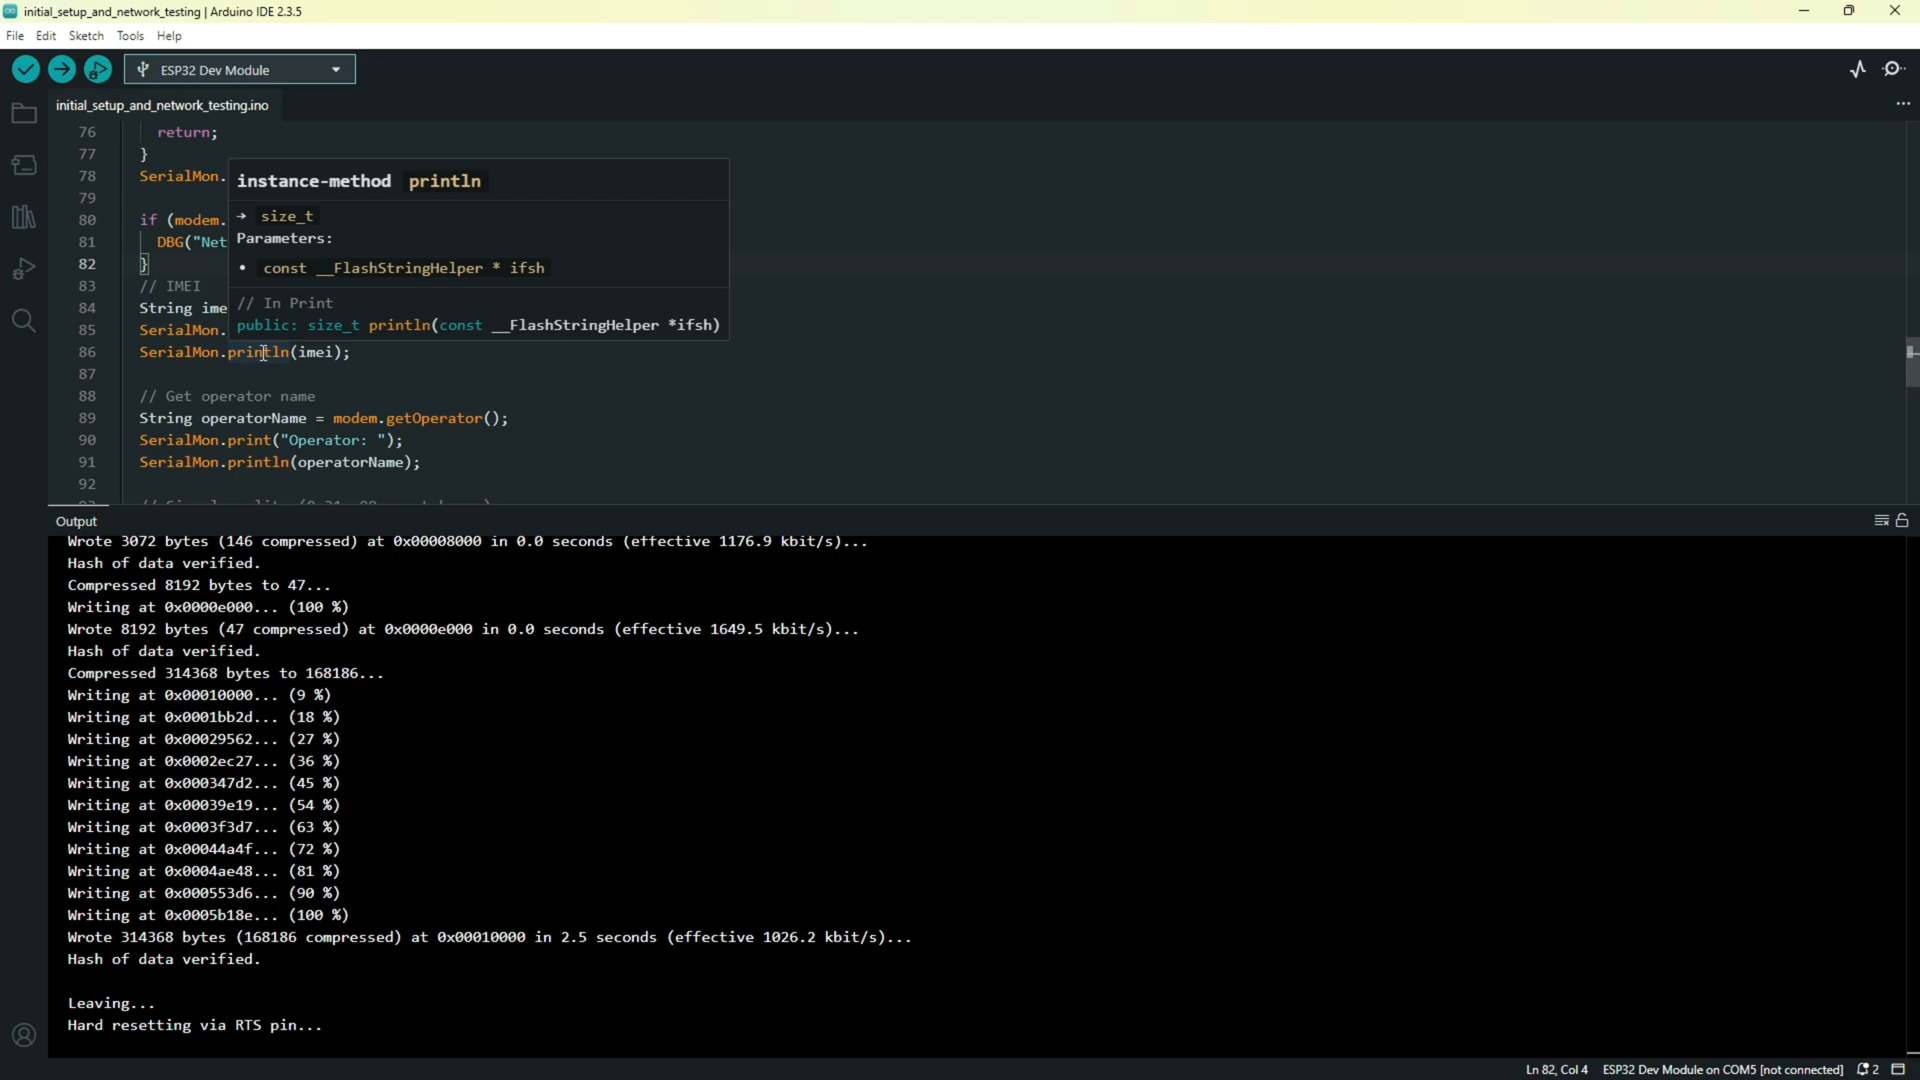 initial_setup_and_network_testing | Arduino IDE 2.3.5
File Edit Sketch Tools Help
ESP32 Dev Module
initial_setup_and_network_testing.ino
76 return;
77 }
78 SerialMon.
79
80 if (modem.
81 DBG("Net
82 }
83 // IMEI
84 String ime
85 SerialMon.
86 SerialMon.println(imei);
87
88 // Get operator name
89 String operatorName = modem.getOperator();
90 SerialMon.print("Operator: ");
91 SerialMon.println(operatorName);
92
instance-method println
→ size_t
Parameters:
• const __FlashStringHelper * ifsh
// In Print
public: size_t println(const __FlashStringHelper *ifsh)
Output
Wrote 3072 bytes (146 compressed) at 0x00008000 in 0.0 seconds (effective 1176.9 kbit/s)...
Hash of data verified.
Compressed 8192 bytes to 47...
Writing at 0x0000e000... (100 %)
Wrote 8192 bytes (47 compressed) at 0x0000e000 in 0.0 seconds (effective 1649.5 kbit/s)...
Hash of data verified.
Compressed 314368 bytes to 168186...
Writing at 0x00010000... (9 %)
Writing at 0x0001bb2d... (18 %)
Writing at 0x00029562... (27 %)
Writing at 0x0002ec27... (36 %)
Writing at 0x000347d2... (45 %)
Writing at 0x00039e19... (54 %)
Writing at 0x0003f3d7... (63 %)
Writing at 0x00044a4f... (72 %)
Writing at 0x0004ae48... (81 %)
Writing at 0x000553d6... (90 %)
Writing at 0x0005b18e... (100 %)
Wrote 314368 bytes (168186 compressed) at 0x00010000 in 2.5 seconds (effective 1026.2 kbit/s)...
Hash of data verified.
Leaving...
Hard resetting via RTS pin...
Ln 82, Col 4 ESP32 Dev Module on COM5 [not connected] 2